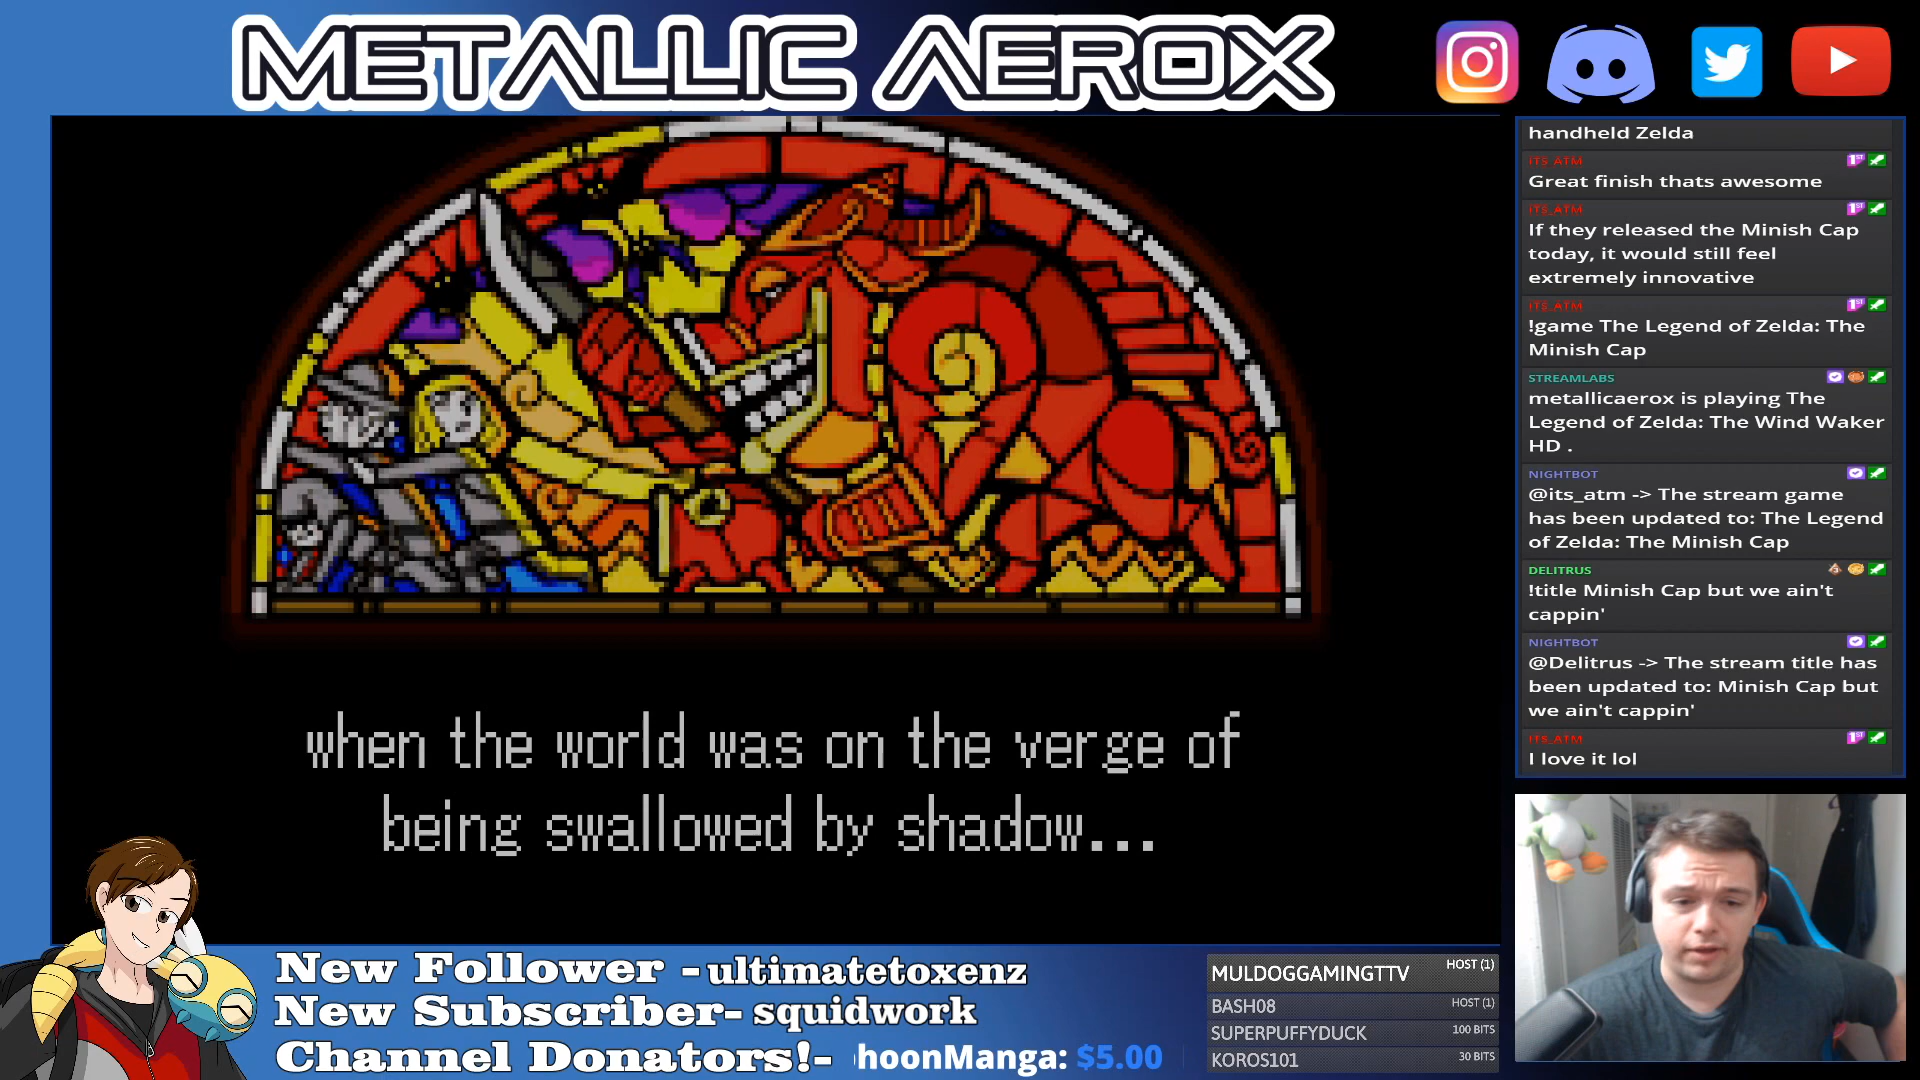 METALLIC AEROX
handheld Zelda
ITS_ATM
Great finish thats awesome
ITS_ATM
If they released the Minish Cap
today, it would still feel
extremely innovative
ITS_ATM
!game The Legend of Zelda: The
Minish Cap
STREAMLABS
metallicaerox is playing The
Legend of Zelda: The Wind Waker
HD .
NIGHTBOT
@its_atm -> The stream game
has been updated to: The Legend
of Zelda: The Minish Cap
DELITRUS
!title Minish Cap but we ain't
cappin'
NIGHTBOT
@Delitrus -> The stream title has
been updated to: Minish Cap but
we ain't cappin'
ITS_ATM
I love it lol
when the world was on the verge of
being swallowed by shadow...
New Follower - ultimatetoxenz
New Subscriber- squidwork
Channel Donators!- hoonManga: $5.00
MULDOGGAMINGTTV HOST (1)
BASH08 HOST (1)
SUPERPUFFYDUCK 100 BITS
KOROS101 30 BITS